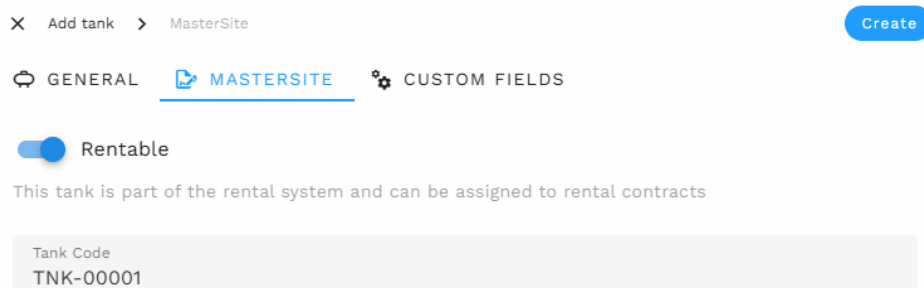 Add tank > MasterSite Create
GENERAL MASTERSITE CUSTOM FIELDS
Rentable
This tank is part of the rental system and can be assigned to rental contracts
Tank Code
TNK-00001